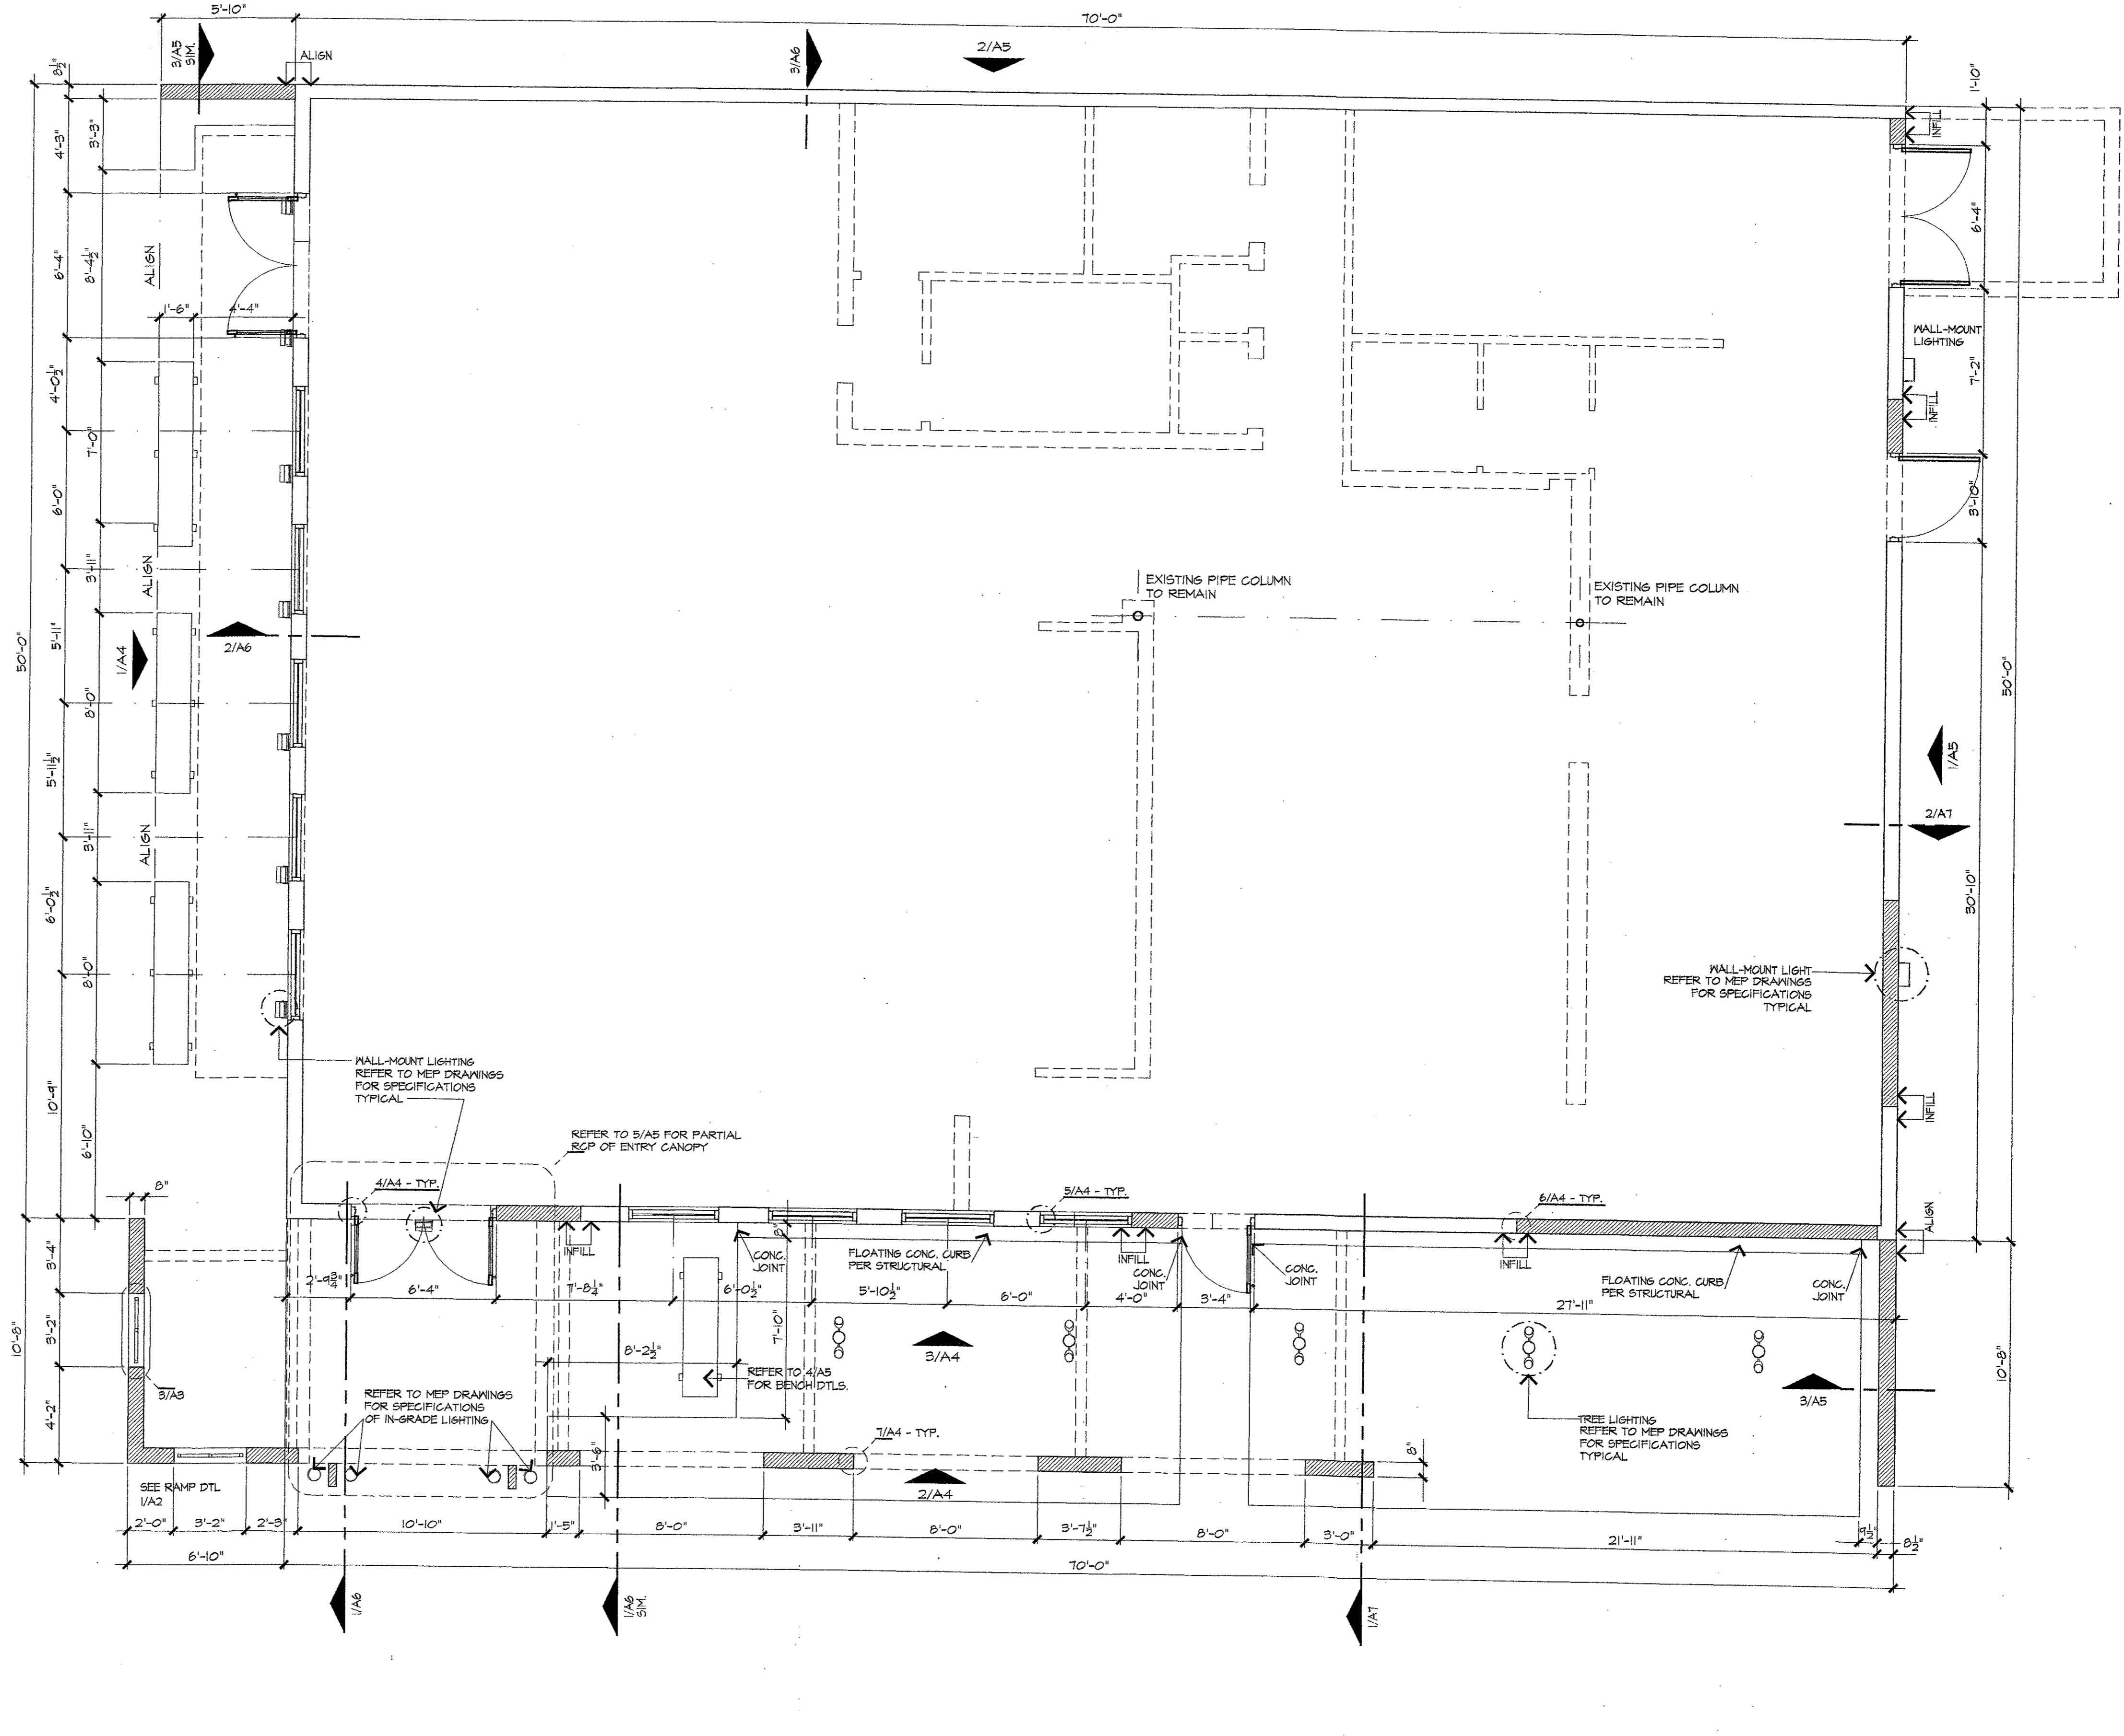 5'-10"
70'-0"
3/A5
SIM.
ALIGN
3/A6
2/A5
8½"
4'-3"
3'-3"
1'-10"
INFILL
6'-4"
8'-4½"
ALIGN
6'-4"
1'-6"
4'-4"
WALL-MOUNT
LIGHTING
7'-2"
INFILL
4'-0½"
7'-0"
6'-0"
3'-10"
3'-11"
ALIGN
EXISTING PIPE COLUMN
TO REMAIN
EXISTING PIPE COLUMN
TO REMAIN
50'-0"
5'-11"
1/A4
2/A6
50'-0"
8'-0"
5'-11½"
1/A5
2/A7
3'-11"
ALIGN
6'-0½"
30'-10"
8'-0"
WALL-MOUNT LIGHT
REFER TO MEP DRAWINGS
FOR SPECIFICATIONS
TYPICAL
WALL-MOUNT LIGHTING
REFER TO MEP DRAWINGS
FOR SPECIFICATIONS
TYPICAL
10'-9"
6'-10"
INFILL
REFER TO 5/A5 FOR PARTIAL
RCP OF ENTRY CANOPY
8"
4/A4 - TYP.
5/A4 - TYP.
6/A4 - TYP.
ALIGN
3'-4"
INFILL
8"
CONC.
JOINT
FLOATING CONC. CURB
PER STRUCTURAL
INFILL
CONC.
JOINT
CONC.
JOINT
INFILL
FLOATING CONC. CURB
PER STRUCTURAL
CONC.
JOINT
6'-4"
7'-8¼"
6'-0½"
5'-10½"
6'-0"
4'-0"
3'-4"
27'-11"
10'-8"
3'-2"
7'-10"
8'-2½"
3/A4
REFER TO 4/A5
FOR BENCH DTLS.
3/A3
REFER TO MEP DRAWINGS
FOR SPECIFICATIONS
OF IN-GRADE LIGHTING
3/A5
10'-8"
4'-2"
TREE LIGHTING
REFER TO MEP DRAWINGS
FOR SPECIFICATIONS
TYPICAL
7/A4 - TYP.
3'-6"
8"
SEE RAMP DTL
1/A2
2/A4
2'-0"
3'-2"
2'-3"
10'-10"
1'-5"
8'-0"
3'-11"
8'-0"
3'-7½"
8'-0"
3'-0"
21'-11"
9½"
8½"
6'-10"
70'-0"
1/A6
1/A6
SIM.
1/A7